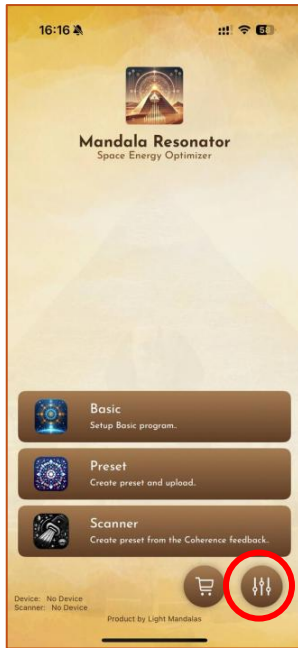 16:16
Mandala Resonator
Space Energy Optimizer
Basic
Setup Basic program..
Preset
Create preset and upload..
Scanner
Create preset from the Coherence feedback..
Device: No Device
Scanner: No Device
Product by Light Mandalas